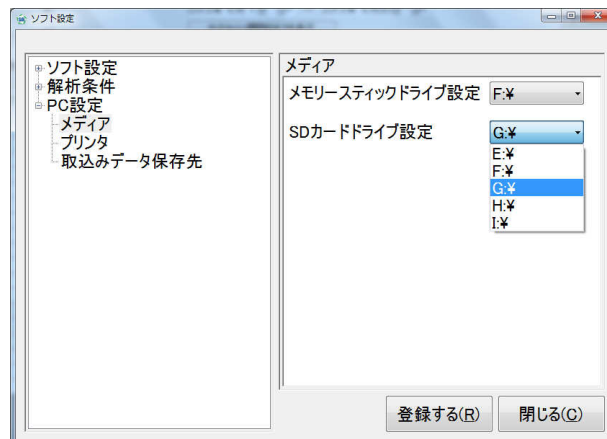 ソフト設定
ソフト設定
解析条件
PC設定
メディア
プリンタ
取込みデータ保存先
メディア
メモリースティックドライブ設定 F:¥
SDカードドライブ設定 G:¥
E:¥
F:¥
G:¥
H:¥
I:¥
登録する(R) 閉じる(C)